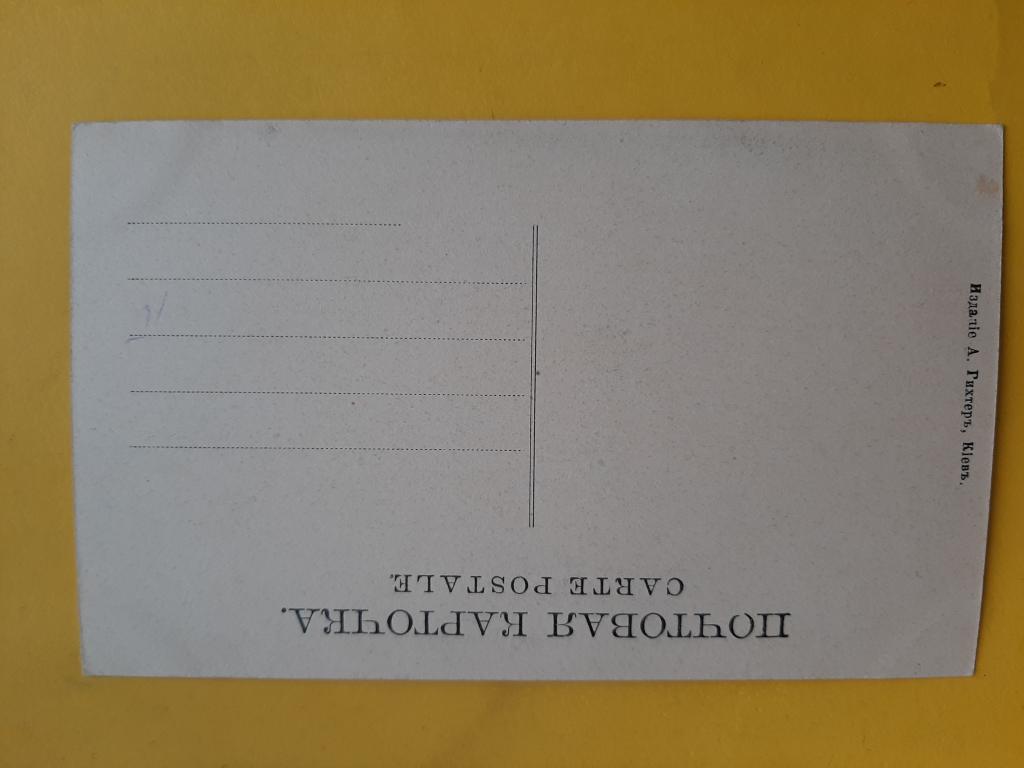 ПОЧТОВАЯ КАРТОЧКА.
CARTE POSTALE.
Изданіе А. Гихтеръ, Кіевъ.